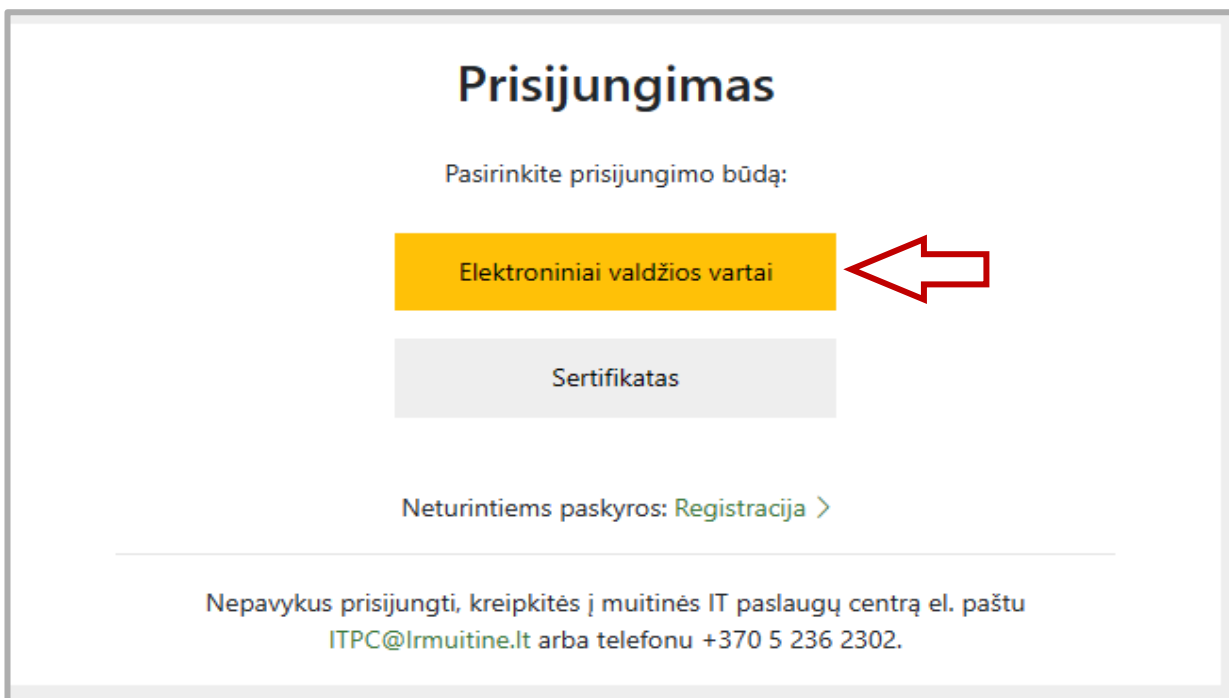 Prisijungimas
Pasirinkite prisijungimo būdą:
Elektroniniai valdžios vartai
Sertifikatas
Neturintiems paskyros: Registracija >
Nepavykus prisijungti, kreipkitės į muitinės IT paslaugų centrą el. paštu
ITPC@lrmuitine.lt arba telefonu +370 5 236 2302.